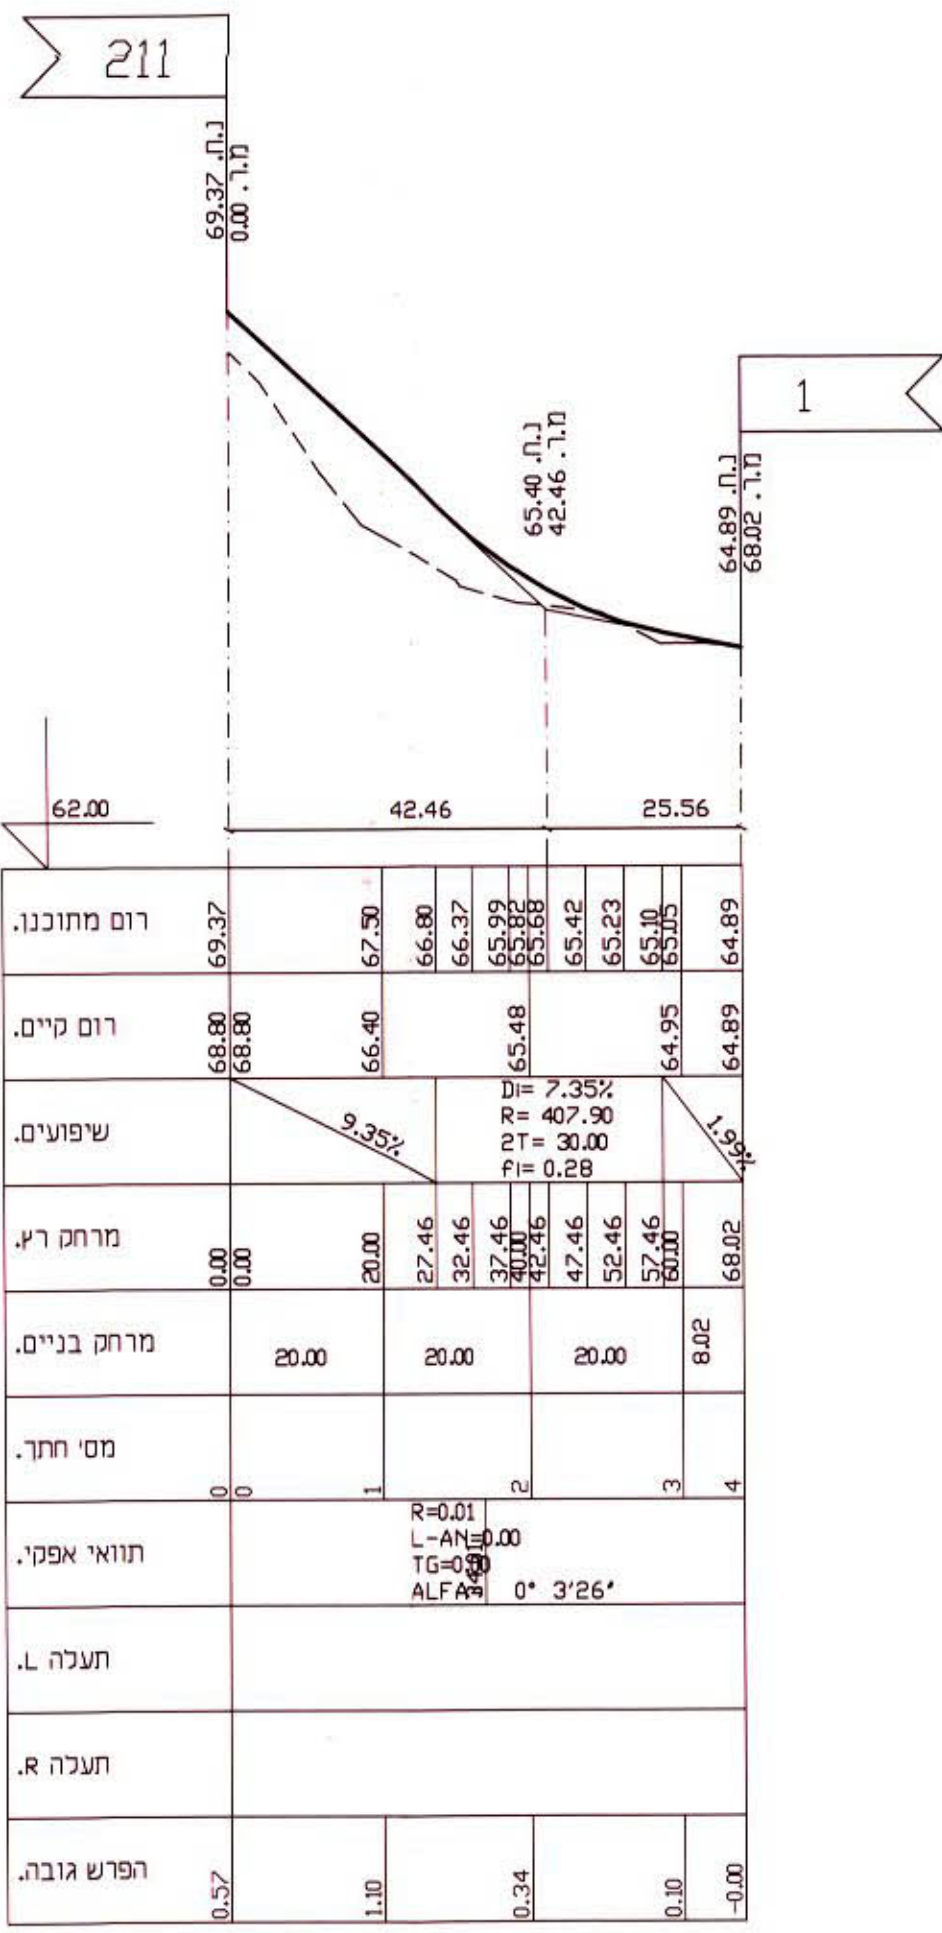 211
69.37 נ.ח.
0.00 מ.ר.
1
65.40 נ.ח.
42.46 מ.ר.
64.89 נ.ח.
68.02 מ.ר.
62.00
42.46 25.56
רום מתוכנן. 69.37 67.50 66.80 66.37 65.99 65.82 65.68 65.42 65.23 65.10 65.05 64.89
רום קיים. 68.80 68.80 66.40 65.48 64.95 64.89
שיפועים. 9.35% 1.99%
DI= 7.35%
R= 407.90
2T= 30.00
fI= 0.28
מרחק רץ. 0.00 0.00 20.00 27.46 32.46 37.46 40.00 42.46 47.46 52.46 57.46 60.00 68.02
מרחק בניים. 20.00 20.00 20.00 8.02
מס' חתך. 0 0 1 2 3 4
תוואי אפקי.
R=0.01
L-AN=0.00
TG=0.00
ALFA= 0° 3'26"
תעלה L.
תעלה R.
הפרש גובה. 0.57 1.10 0.34 0.10 -0.00